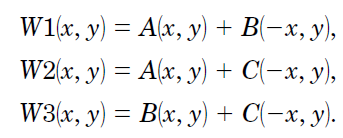 W1(x, y) = A(x, y) + B(−x, y),
W2(x, y) = A(x, y) + C(−x, y),
W3(x, y) = B(x, y) + C(−x, y).